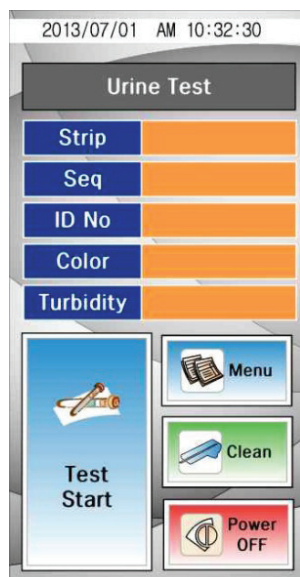 2013/07/01 AM 10:32:30
Urine Test
Strip
Seq
ID No
Color
Turbidity
Test
Start
Menu
Clean
Power
OFF